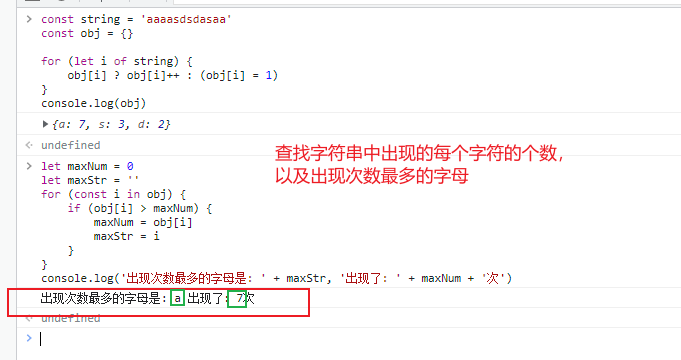 const string = 'aaaasdsdasaa'
const obj = {}
for (let i of string) {
obj[i] ? obj[i]++ : (obj[i] = 1)
}
console.log(obj)
{a: 7, s: 3, d: 2}
undefined
查找字符串中出现的每个字符的个数，
以及出现次数最多的字母
let maxNum = 0
let maxStr = ''
for (const i in obj) {
if (obj[i] > maxNum) {
maxNum = obj[i]
maxStr = i
}
}
console.log('出现次数最多的字母是: ' + maxStr, '出现了: ' + maxNum + '次')
出现次数最多的字母是: a 出现了: 7次
undefined